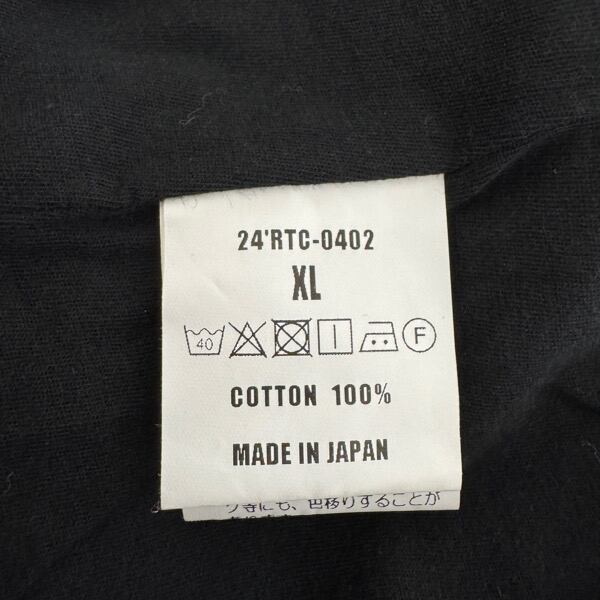 24'RTC-0402
XL
40 F
COTTON 100%
MADE IN JAPAN
等にも、色移りすることが